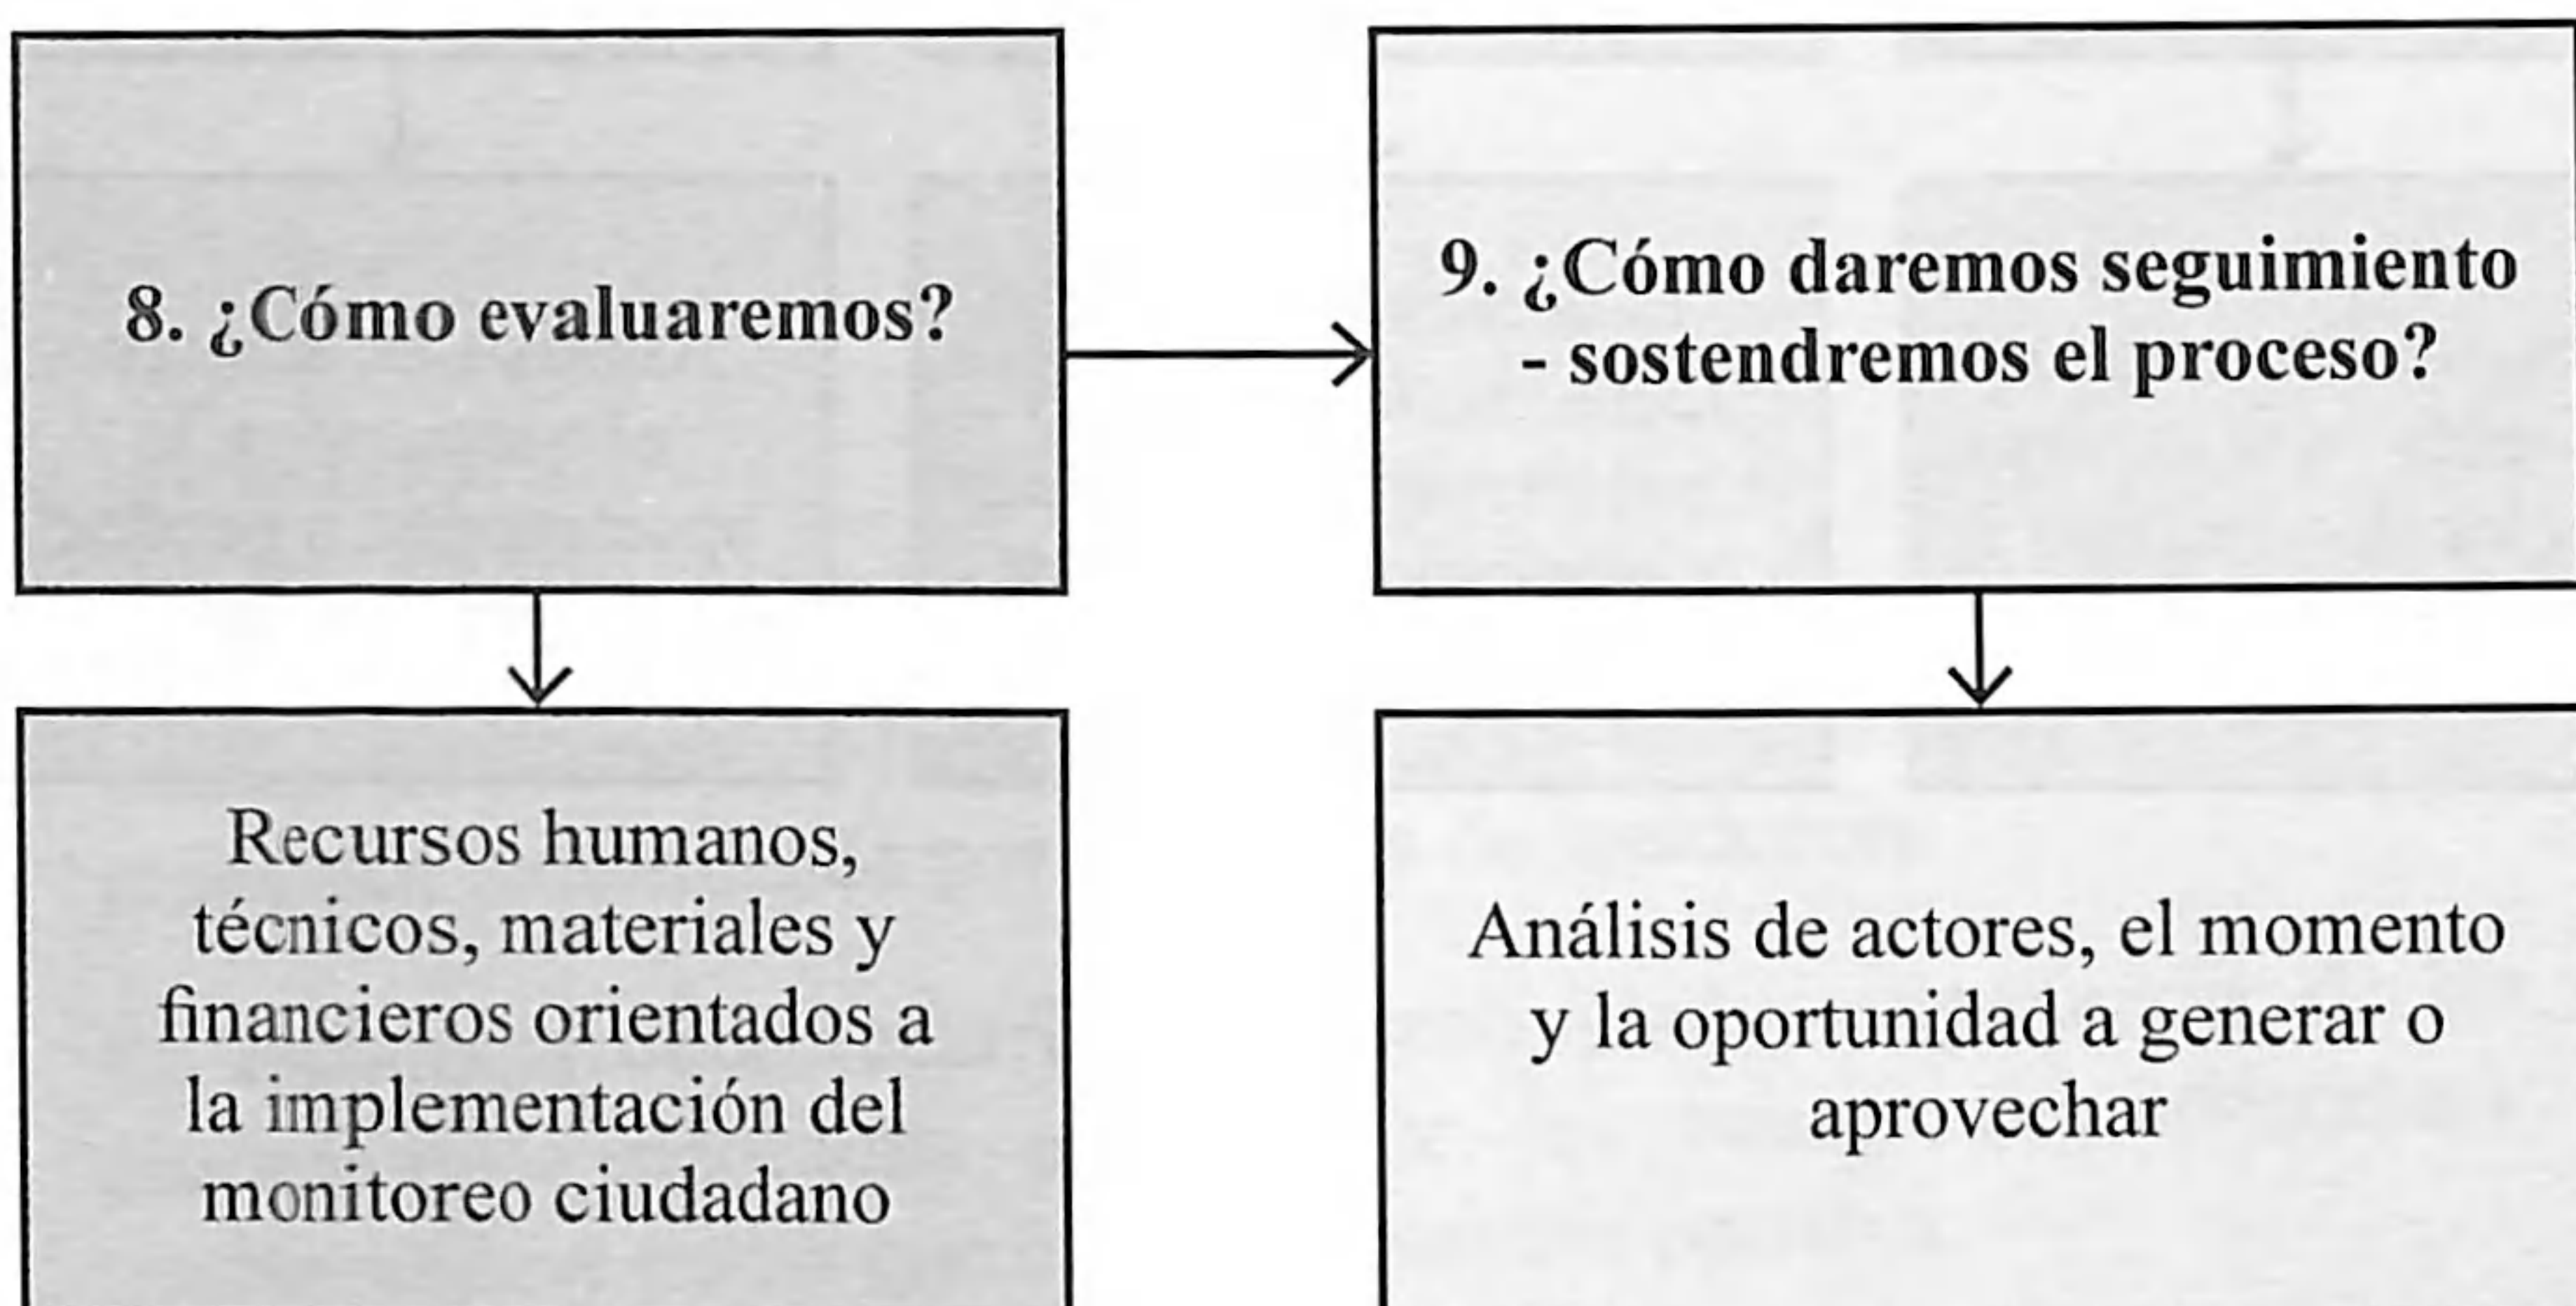 8. ¿Cómo evaluaremos?
9. ¿Cómo daremos seguimiento
- sostendremos el proceso?
Recursos humanos,
técnicos, materiales y
financieros orientados a
la implementación del
monitoreo ciudadano
Análisis de actores, el momento
y la oportunidad a generar o
aprovechar